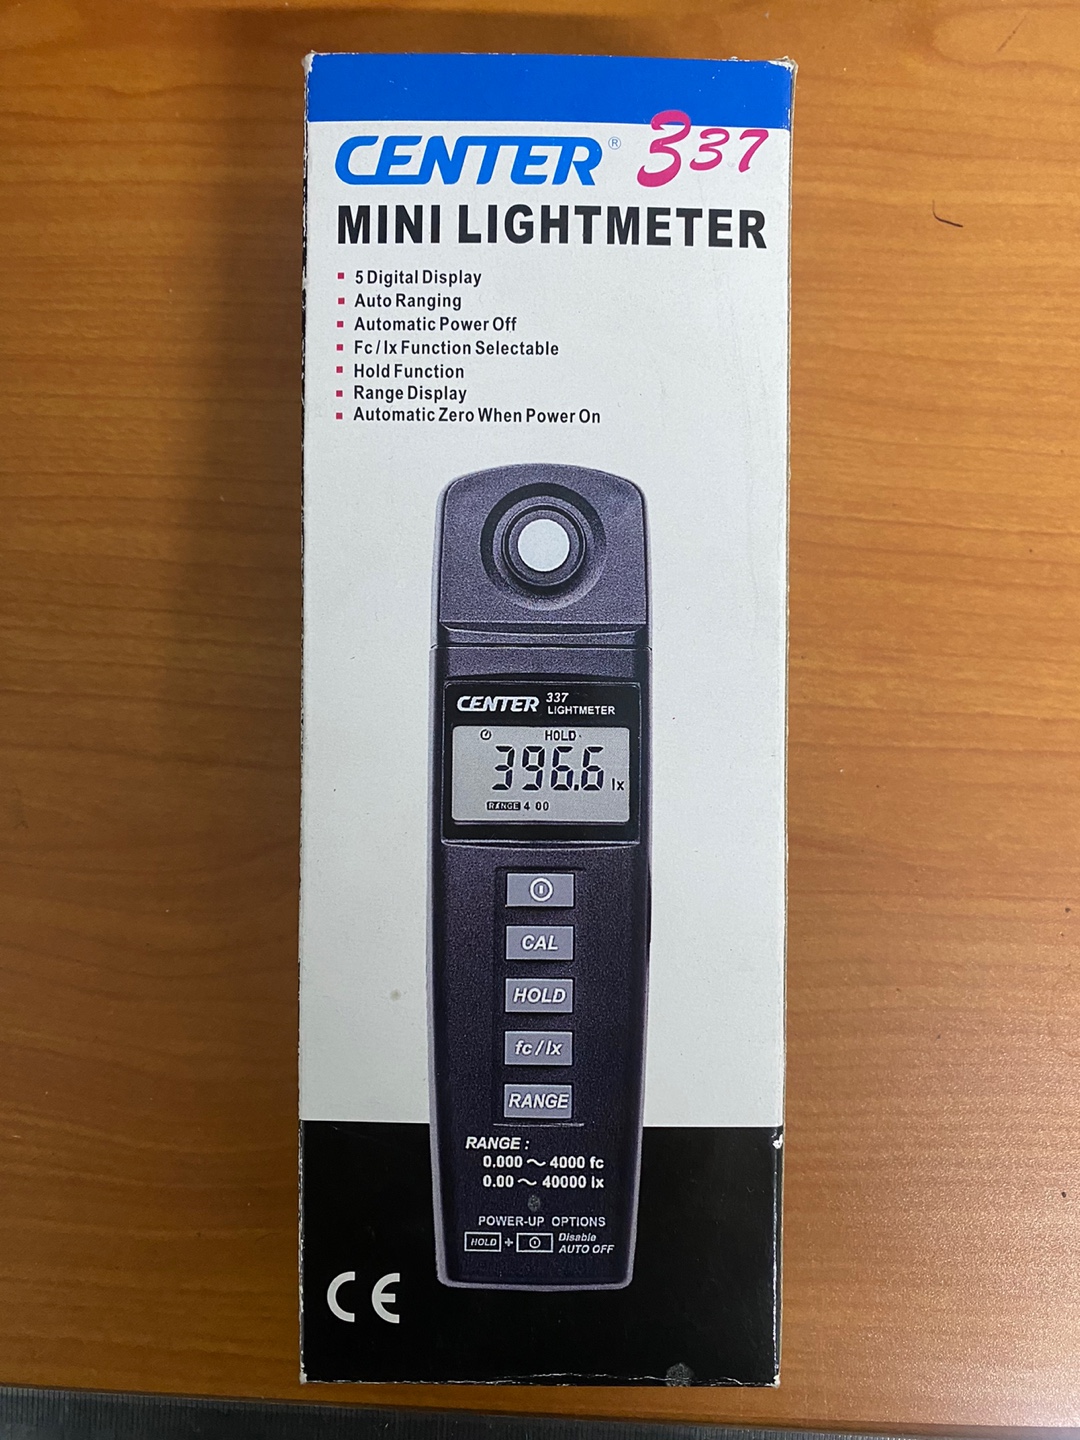 CENTER® 337
MINI LIGHTMETER
5 Digital Display
Auto Ranging
Automatic Power Off
Fc / lx Function Selectable
Hold Function
Range Display
Automatic Zero When Power On
CENTER 337
LIGHTMETER
HOLD
396.6 lx
RANGE 4 00
CAL
HOLD
fc / lx
RANGE
RANGE :
0.000 ～ 4000 fc
0.00 ～ 40000 lx
POWER-UP OPTIONS
HOLD + Disable
AUTO OFF
CE